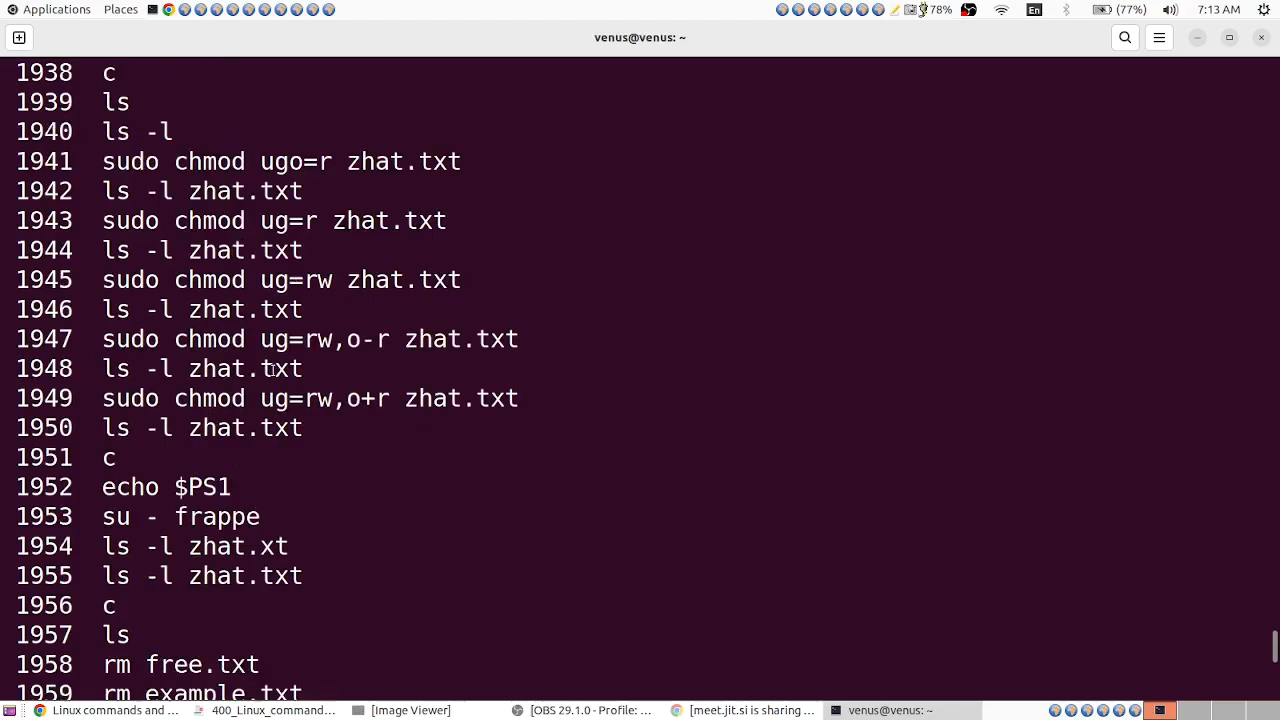 Applications Places 78% En (77%) 7:13 AM
venus@venus: ~
1938 c
1939 ls
1940 ls -l
1941 sudo chmod ugo=r zhat.txt
1942 ls -l zhat.txt
1943 sudo chmod ug=r zhat.txt
1944 ls -l zhat.txt
1945 sudo chmod ug=rw zhat.txt
1946 ls -l zhat.txt
1947 sudo chmod ug=rw,o-r zhat.txt
1948 ls -l zhat.txt
1949 sudo chmod ug=rw,o+r zhat.txt
1950 ls -l zhat.txt
1951 c
1952 echo $PS1
1953 su - frappe
1954 ls -l zhat.xt
1955 ls -l zhat.txt
1956 c
1957 ls
1958 rm free.txt
1959 rm example.txt
Linux commands and ... 400_Linux_command... [Image Viewer] [OBS 29.1.0 - Profile: ... [meet.jit.si is sharing ... venus@venus: ~